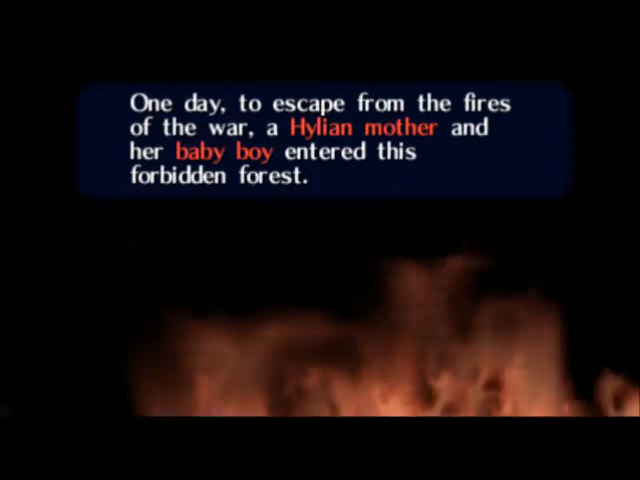 One day, to escape from the fires
of the war, a Hylian mother and
her baby boy entered this
forbidden forest.